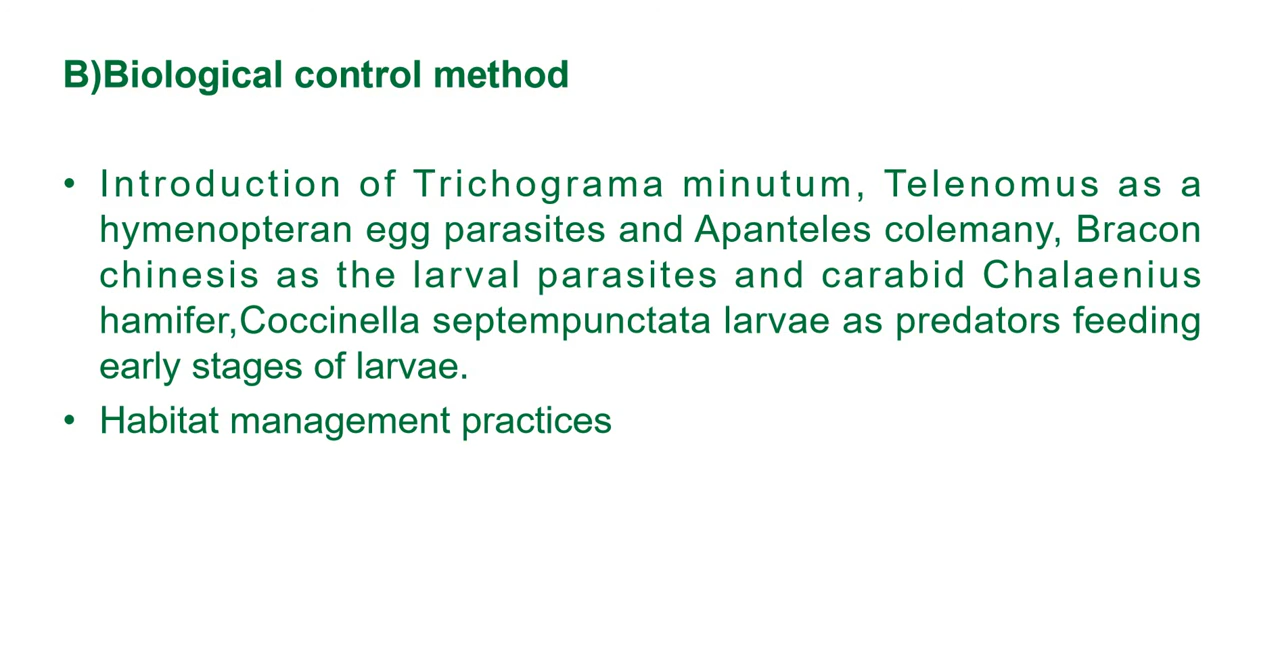 B)Biological control method
• Introduction of Trichograma minutum, Telenomus as a
hymenopteran egg parasites and Apanteles colemany, Bracon
chinesis as the larval parasites and carabid Chalaenius
hamifer,Coccinella septempunctata larvae as predators feeding
early stages of larvae.
• Habitat management practices